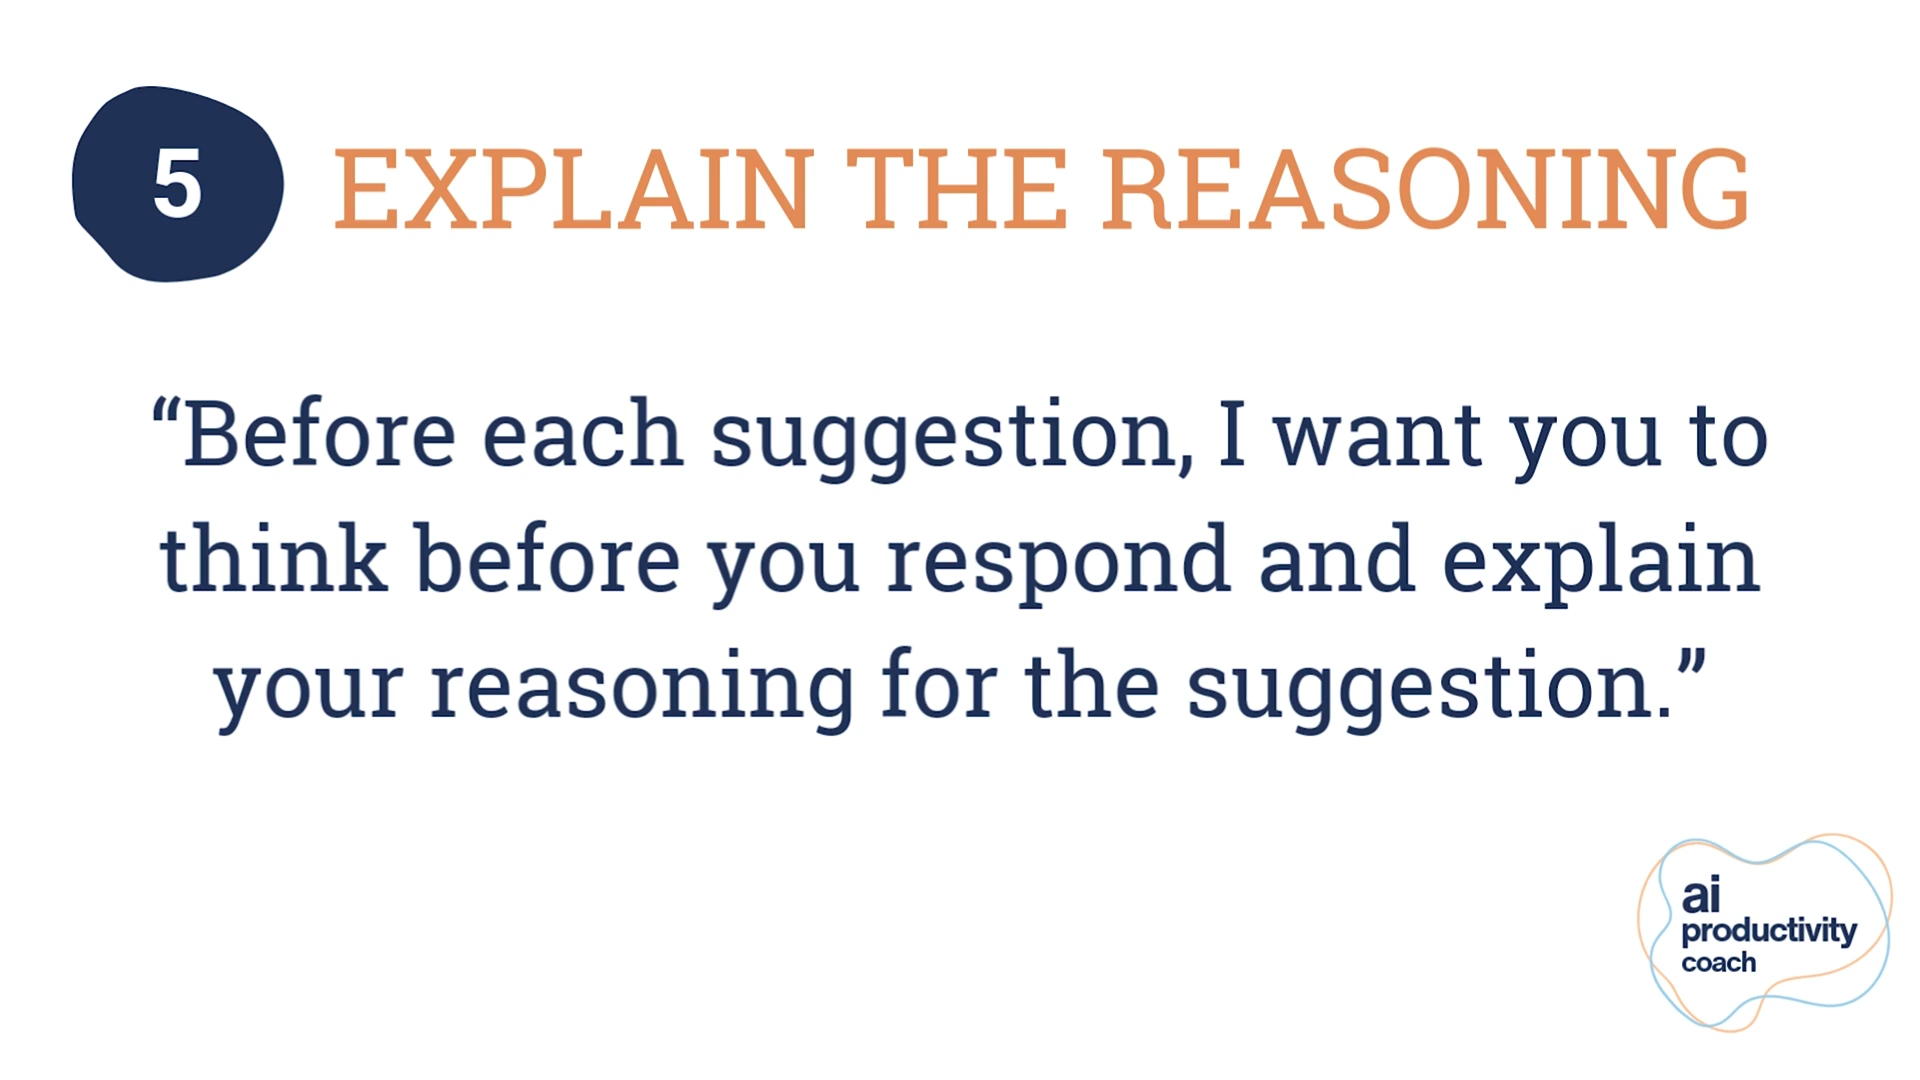 5
EXPLAIN THE REASONING
“Before each suggestion, I want you to
think before you respond and explain
your reasoning for the suggestion.”
ai
productivity
coach